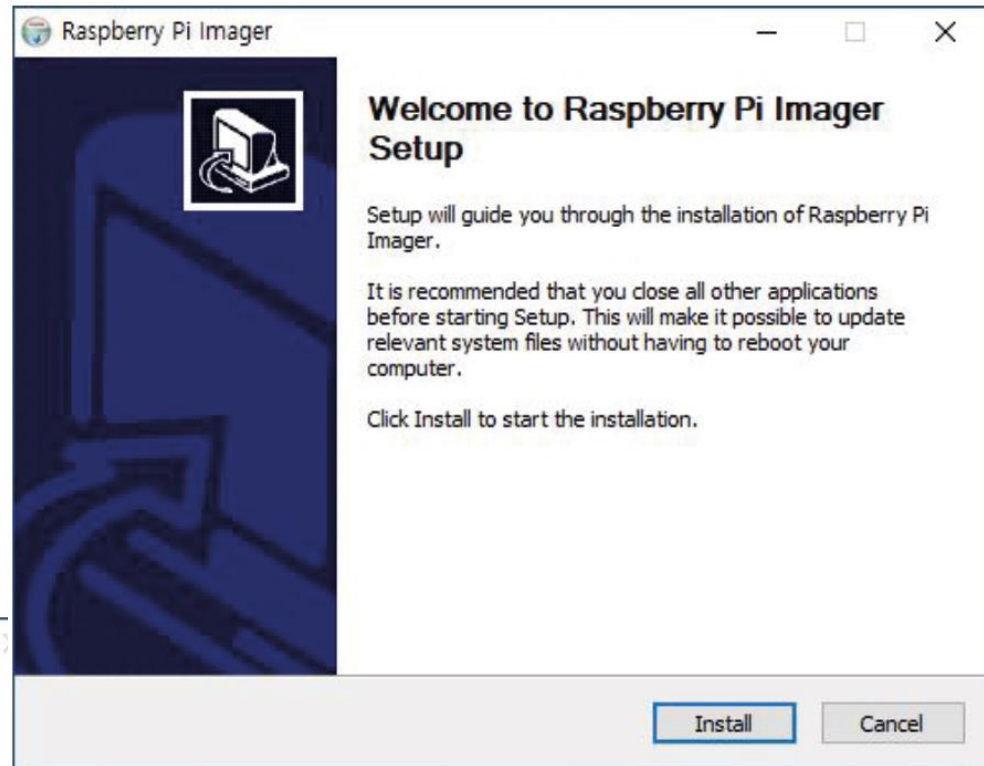 Raspberry Pi Imager
Welcome to Raspberry Pi Imager
Setup
Setup will guide you through the installation of Raspberry Pi
Imager.
It is recommended that you close all other applications
before starting Setup. This will make it possible to update
relevant system files without having to reboot your
computer.
Click Install to start the installation.
Install
Cancel